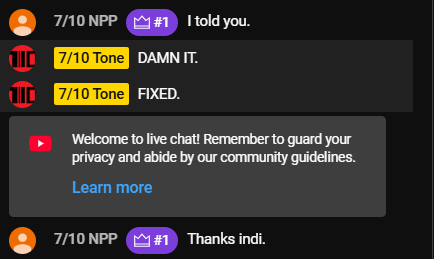 7/10 NPP #1 I told you.
7/10 Tone DAMN IT.
7/10 Tone FIXED.
Welcome to live chat! Remember to guard your
privacy and abide by our community guidelines.
Learn more
7/10 NPP #1 Thanks indi.